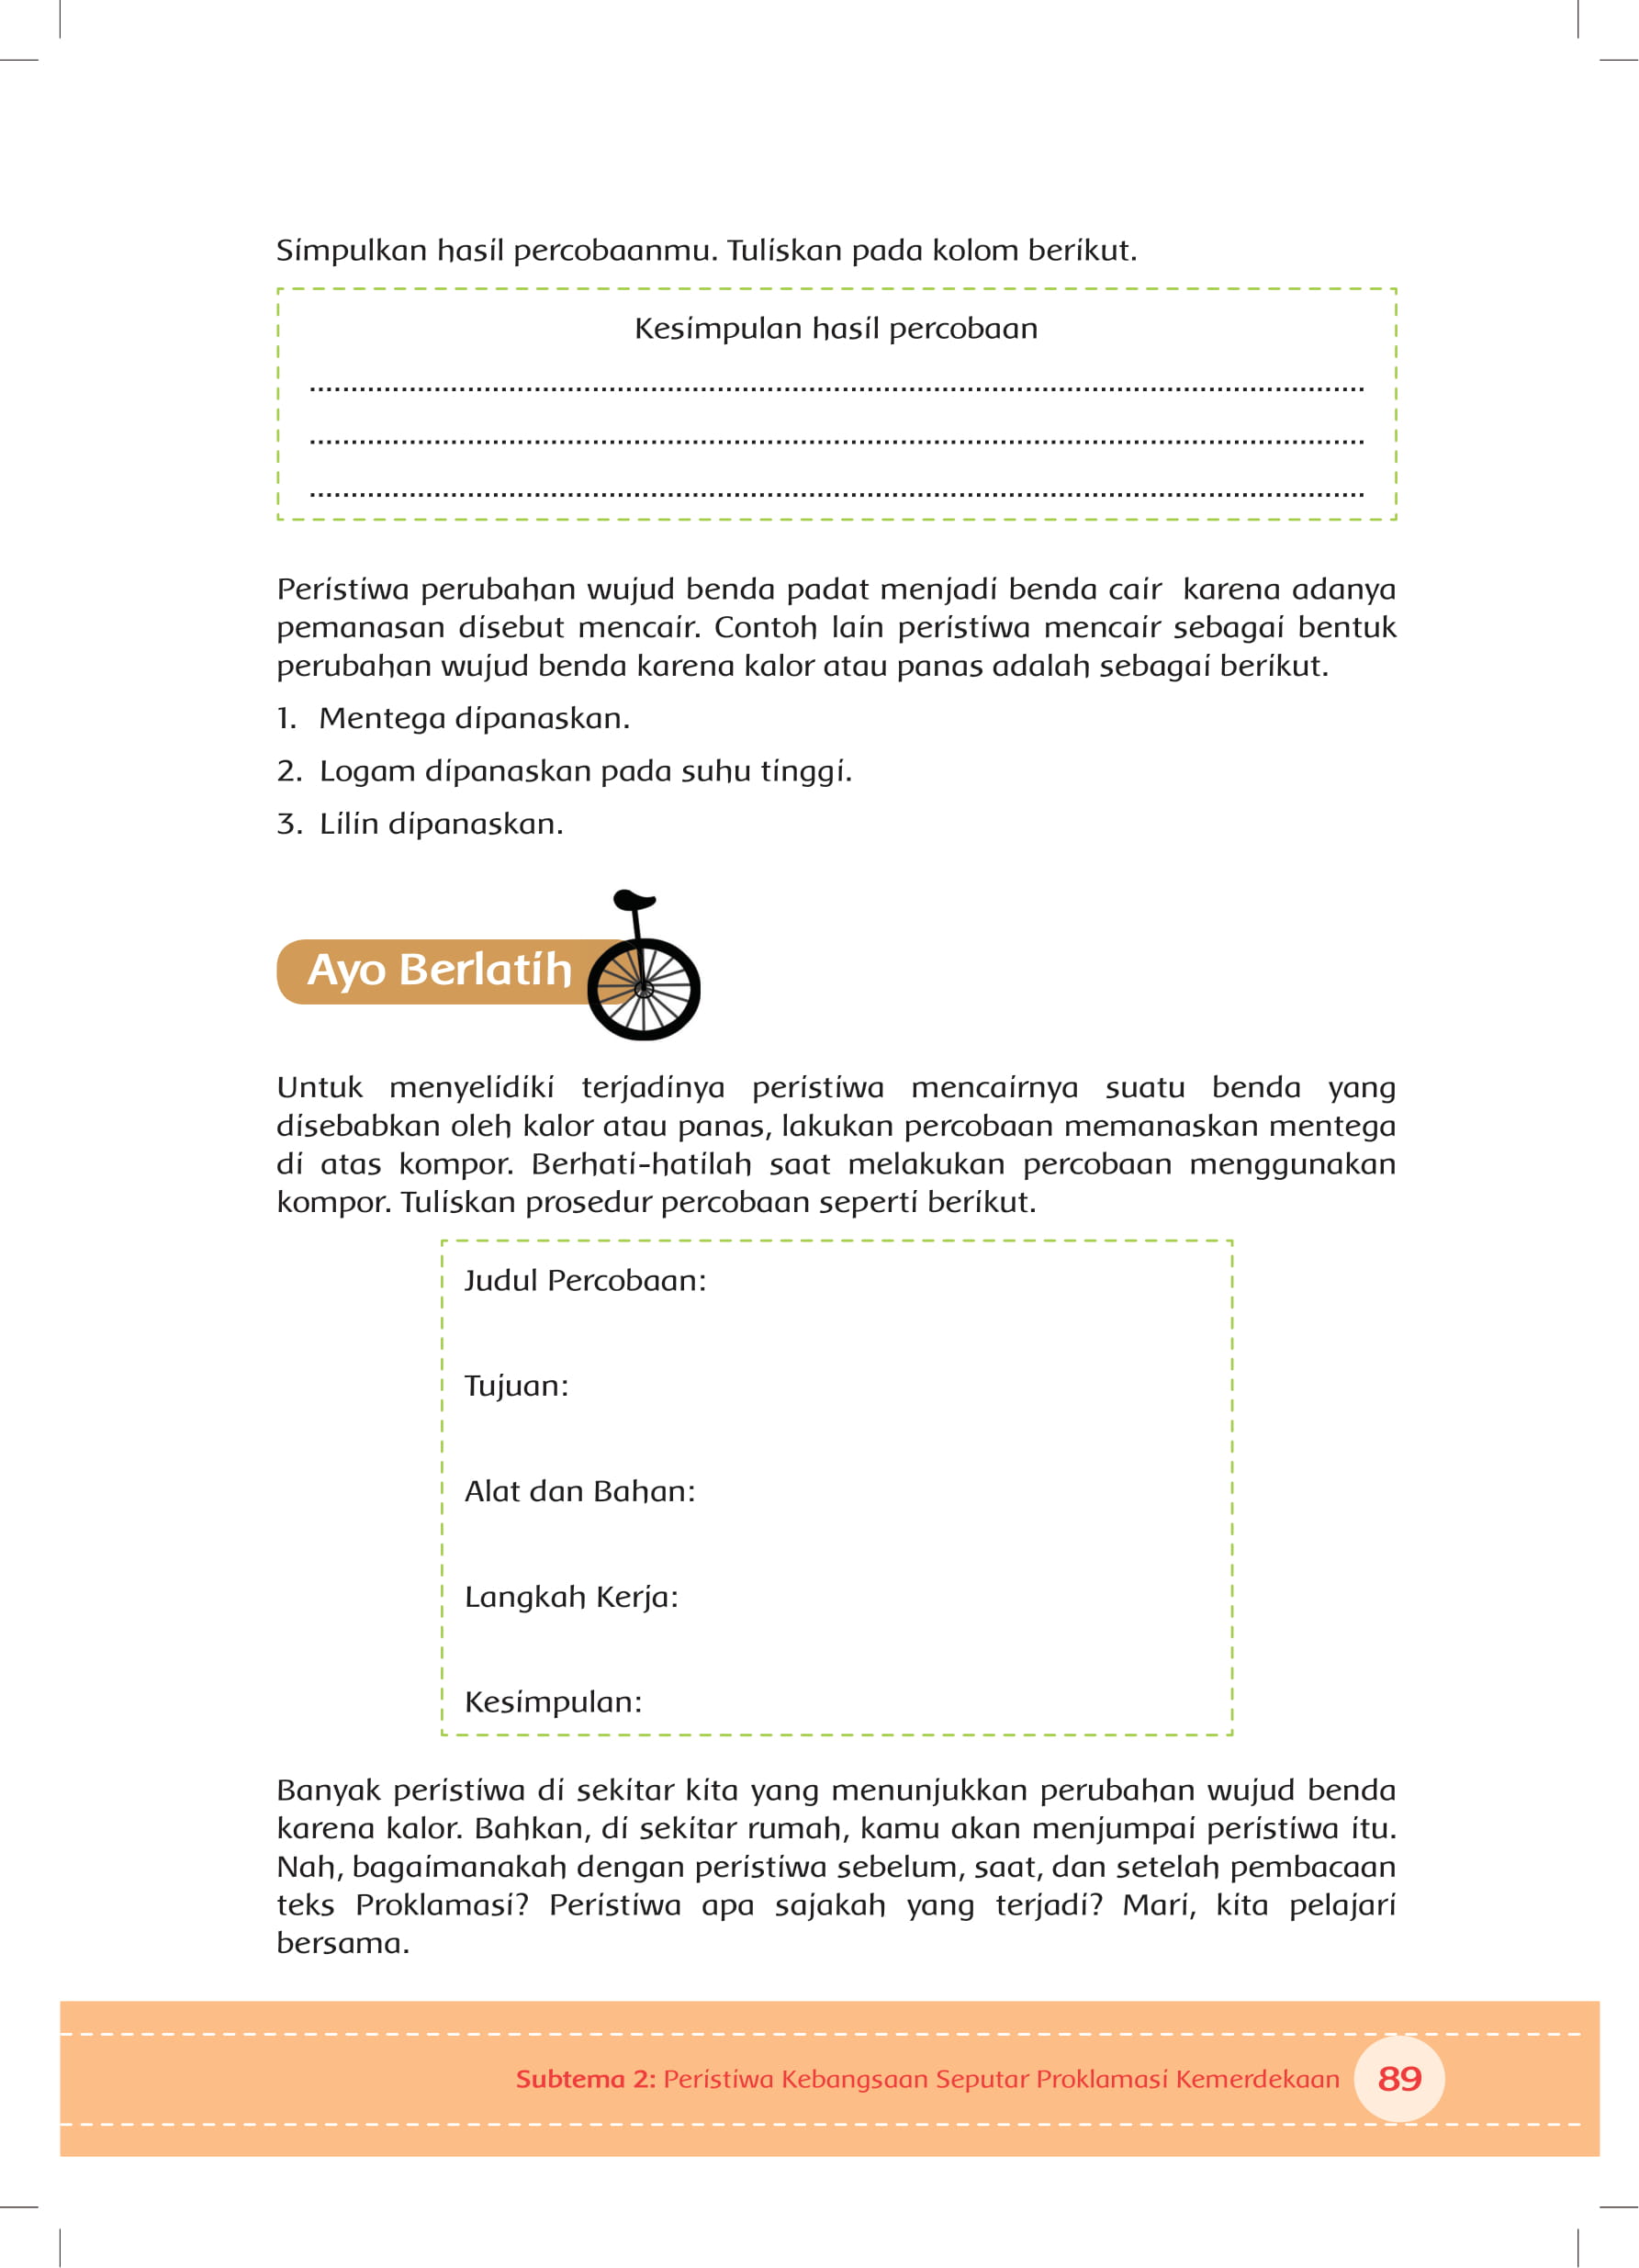 Simpulkan hasil percobaanmu. Tuliskan pada kolom berikut.
Kesimpulan hasil percobaan
................................................................................................................................
................................................................................................................................
................................................................................................................................
Peristiwa perubahan wujud benda padat menjadi benda cair karena adanya
pemanasan disebut mencair. Contoh lain peristiwa mencair sebagai bentuk
perubahan wujud benda karena kalor atau panas adalah sebagai berikut.
1. Mentega dipanaskan.
2. Logam dipanaskan pada suhu tinggi.
3. Lilin dipanaskan.
Ayo Berlatih
Untuk menyelidiki terjadinya peristiwa mencairnya suatu benda yang
disebabkan oleh kalor atau panas, lakukan percobaan memanaskan mentega
di atas kompor. Berhati-hatilah saat melakukan percobaan menggunakan
kompor. Tuliskan prosedur percobaan seperti berikut.
Judul Percobaan:
Tujuan:
Alat dan Bahan:
Langkah Kerja:
Kesimpulan:
Banyak peristiwa di sekitar kita yang menunjukkan perubahan wujud benda
karena kalor. Bahkan, di sekitar rumah, kamu akan menjumpai peristiwa itu.
Nah, bagaimanakah dengan peristiwa sebelum, saat, dan setelah pembacaan
teks Proklamasi? Peristiwa apa sajakah yang terjadi? Mari, kita pelajari
bersama.
Subtema 2: Peristiwa Kebangsaan Seputar Proklamasi Kemerdekaan 89